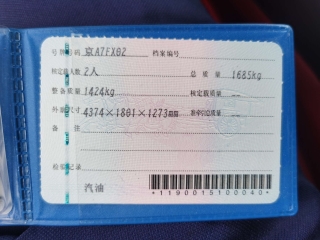 号牌号码 京A7FX02 档案编号
核定载人数 2人 总质量 1685kg
整备质量 1424kg 核定载质量 --
外廓尺寸 4374×1801×1273mm 准牵引总质量 --
备注
检验记录
汽油
*1190015100040*